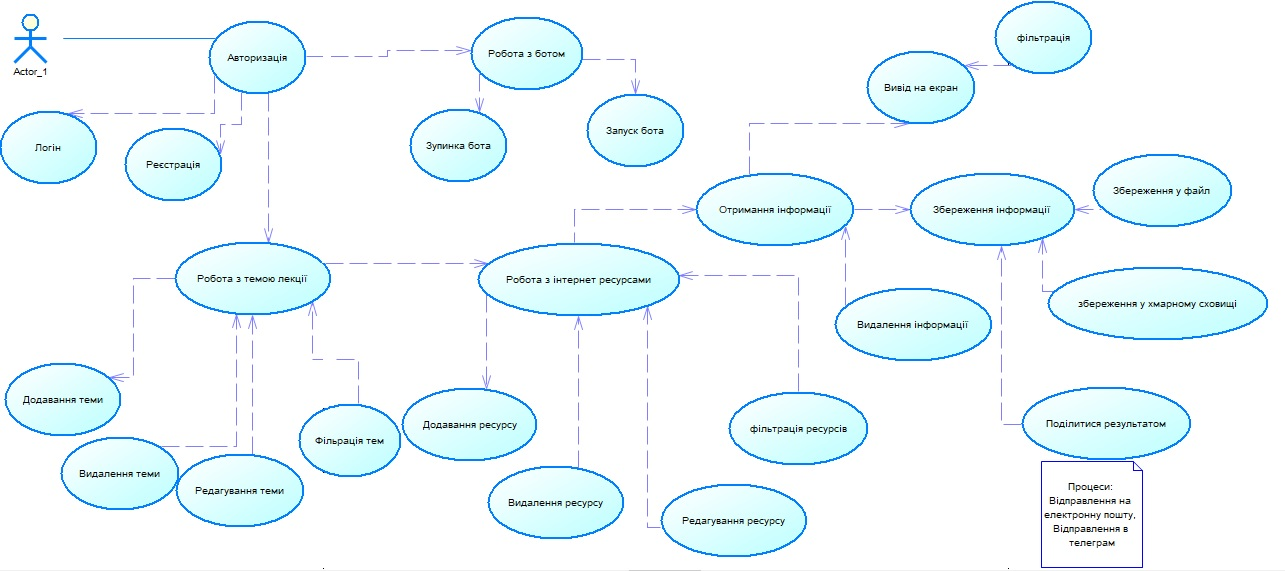 Actor_1
Авторизація
Робота з ботом
фільтрація
Вивід на екран
Логін
Реєстрація
Зупинка бота
Запуск бота
Отримання інформації
Збереження інформації
Збереження у файл
Робота з темою лекції
Робота з інтернет ресурсами
збереження у хмарному сховищі
Видалення інформації
Додавання теми
Видалення теми
Редагування теми
Фільрація тем
Додавання ресурсу
Видалення ресурсу
Редагування ресурсу
фільтрація ресурсів
Поділитися результатом
Процеси:
Відправлення на
електронну пошту,
Відправлення в
телеграм